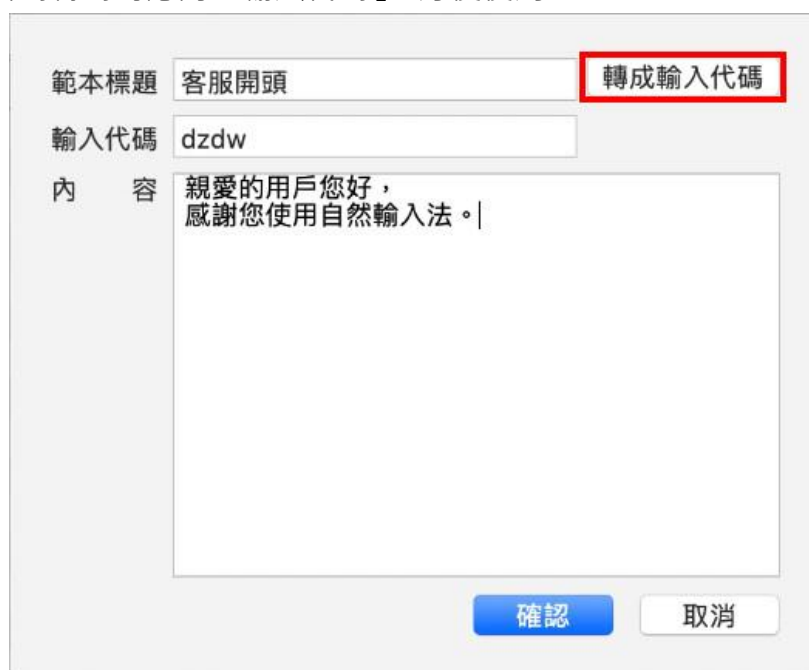 範本標題 客服開頭 轉成輸入代碼
輸入代碼 dzdw
內 容 親愛的用戶您好，
感謝您使用自然輸入法。
確認 取消